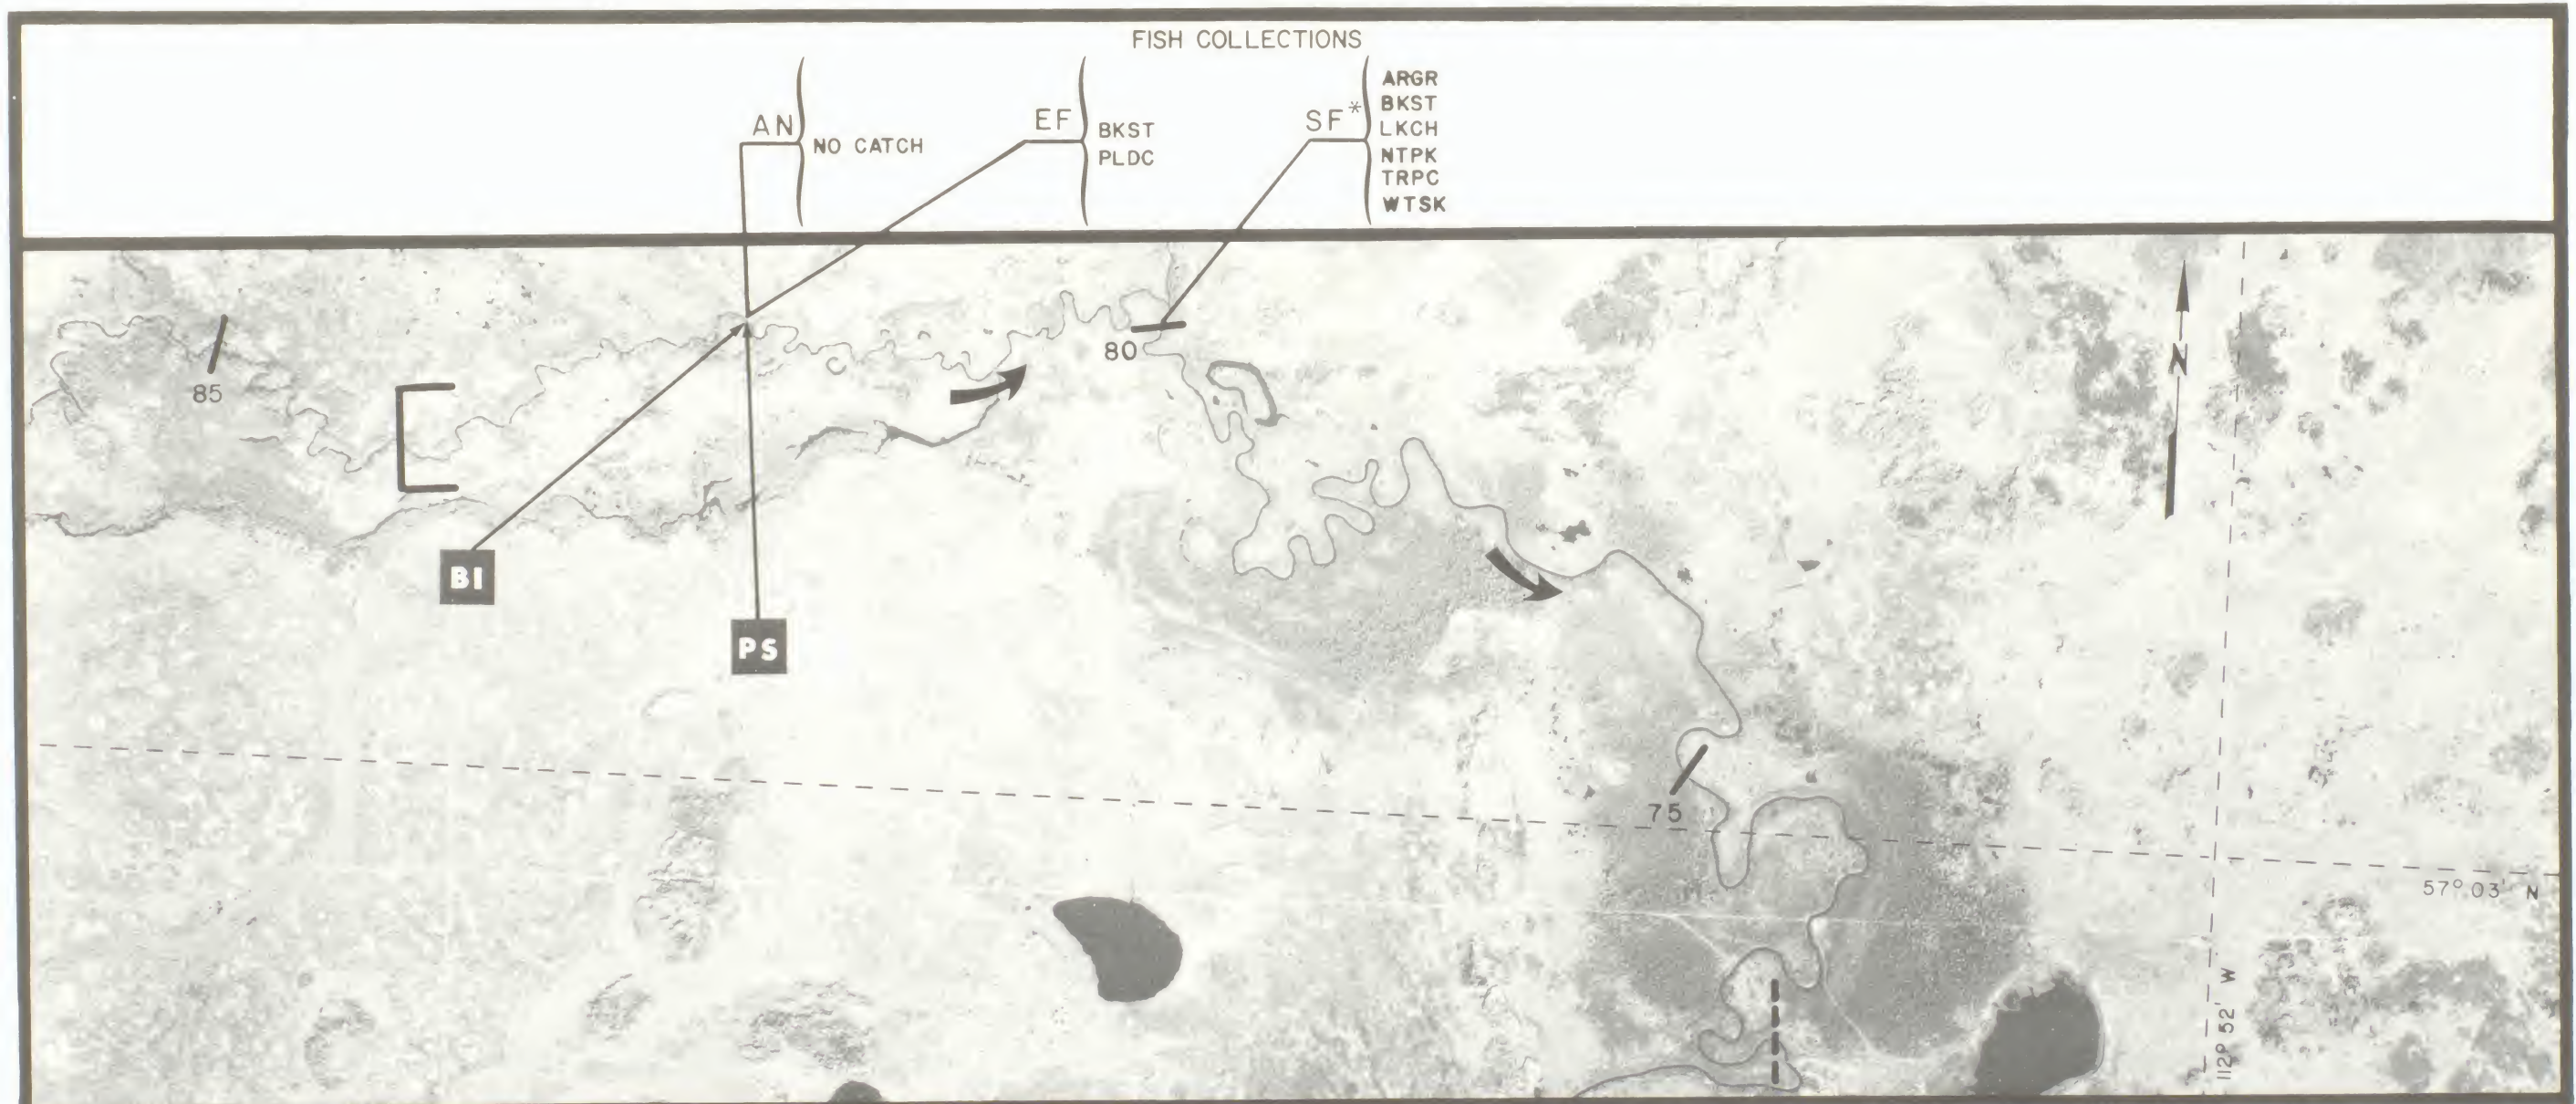 FISH COLLECTIONS
AN
NO CATCH
EF
BKST
PLDC
SF*
ARGR
BKST
LKCH
NTPK
TRPC
WTSK
N
85
80
BI
PS
75
57° 03' N
112° 52' W